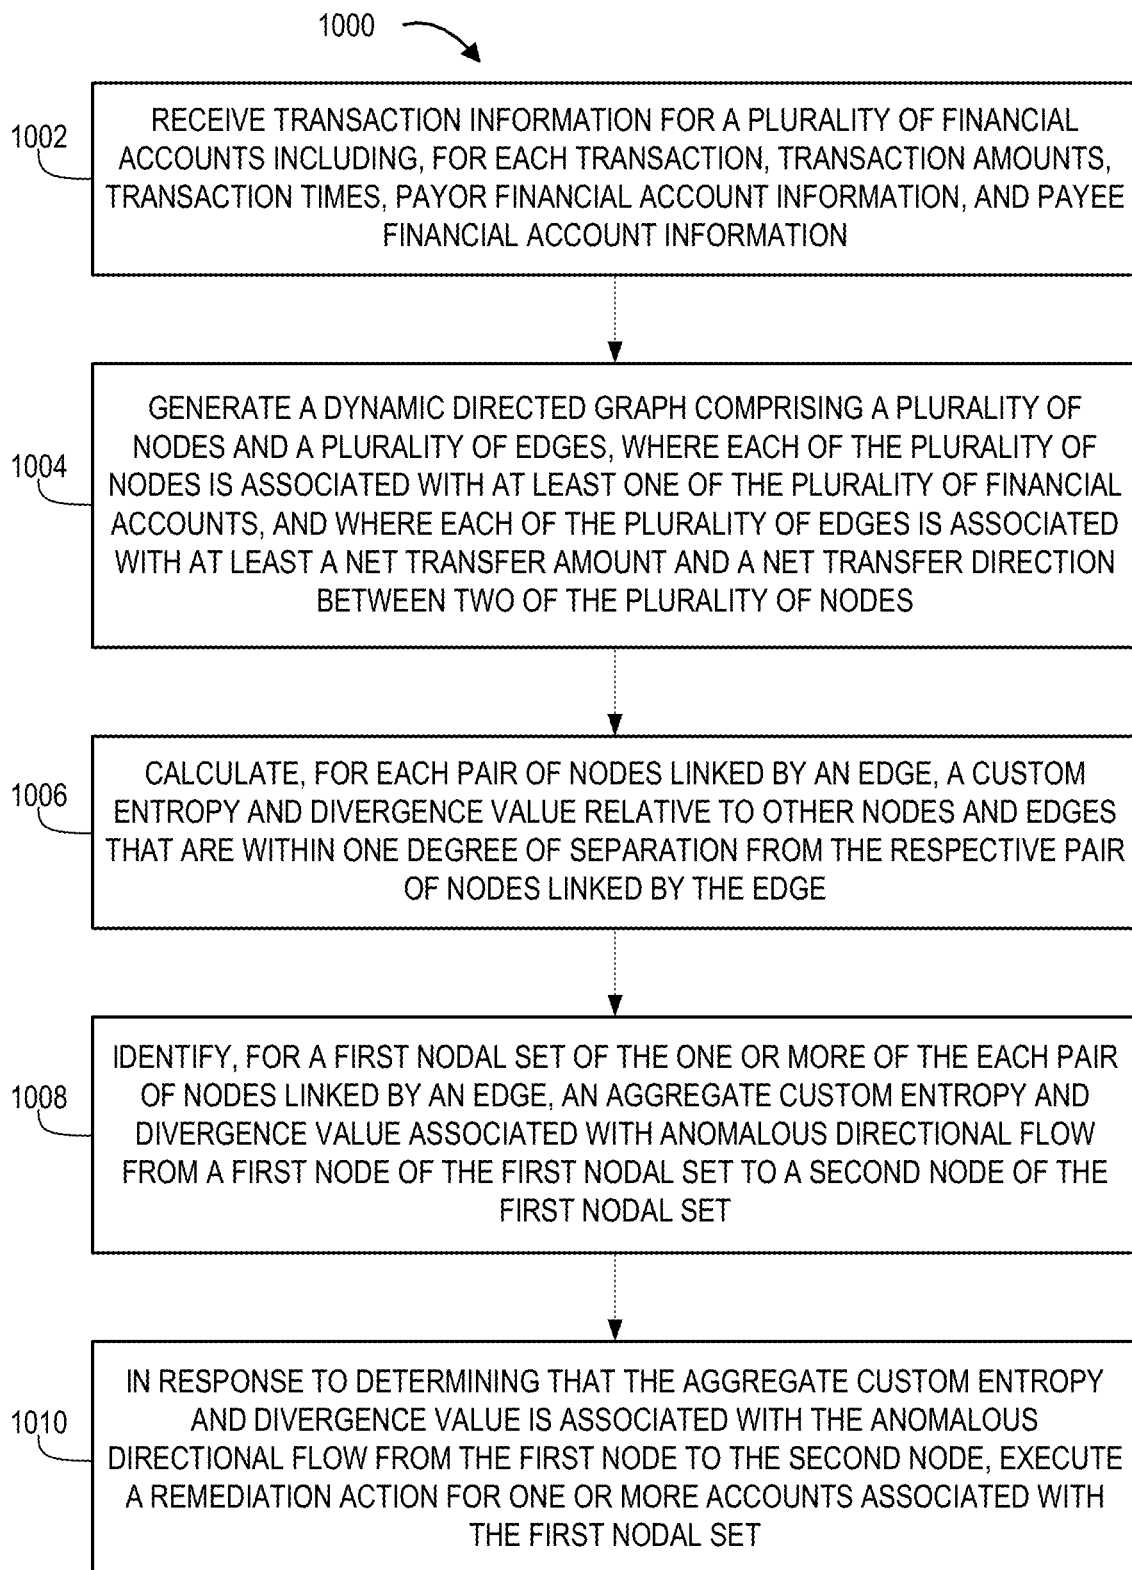 1000
1002
RECEIVE TRANSACTION INFORMATION FOR A PLURALITY OF FINANCIAL
ACCOUNTS INCLUDING, FOR EACH TRANSACTION, TRANSACTION AMOUNTS,
TRANSACTION TIMES, PAYOR FINANCIAL ACCOUNT INFORMATION, AND PAYEE
FINANCIAL ACCOUNT INFORMATION
1004
GENERATE A DYNAMIC DIRECTED GRAPH COMPRISING A PLURALITY OF
NODES AND A PLURALITY OF EDGES, WHERE EACH OF THE PLURALITY OF
NODES IS ASSOCIATED WITH AT LEAST ONE OF THE PLURALITY OF FINANCIAL
ACCOUNTS, AND WHERE EACH OF THE PLURALITY OF EDGES IS ASSOCIATED
WITH AT LEAST A NET TRANSFER AMOUNT AND A NET TRANSFER DIRECTION
BETWEEN TWO OF THE PLURALITY OF NODES
1006
CALCULATE, FOR EACH PAIR OF NODES LINKED BY AN EDGE, A CUSTOM
ENTROPY AND DIVERGENCE VALUE RELATIVE TO OTHER NODES AND EDGES
THAT ARE WITHIN ONE DEGREE OF SEPARATION FROM THE RESPECTIVE PAIR
OF NODES LINKED BY THE EDGE
1008
IDENTIFY, FOR A FIRST NODAL SET OF THE ONE OR MORE OF THE EACH PAIR
OF NODES LINKED BY AN EDGE, AN AGGREGATE CUSTOM ENTROPY AND
DIVERGENCE VALUE ASSOCIATED WITH ANOMALOUS DIRECTIONAL FLOW
FROM A FIRST NODE OF THE FIRST NODAL SET TO A SECOND NODE OF THE
FIRST NODAL SET
1010
IN RESPONSE TO DETERMINING THAT THE AGGREGATE CUSTOM ENTROPY
AND DIVERGENCE VALUE IS ASSOCIATED WITH THE ANOMALOUS
DIRECTIONAL FLOW FROM THE FIRST NODE TO THE SECOND NODE, EXECUTE
A REMEDIATION ACTION FOR ONE OR MORE ACCOUNTS ASSOCIATED WITH
THE FIRST NODAL SET